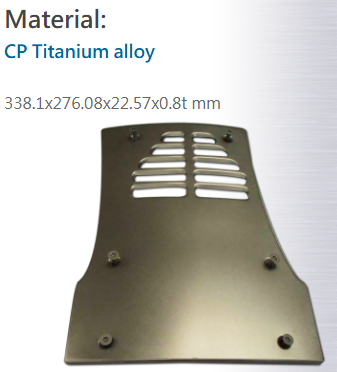 Material:
CP Titanium alloy
338.1x276.08x22.57x0.8t mm